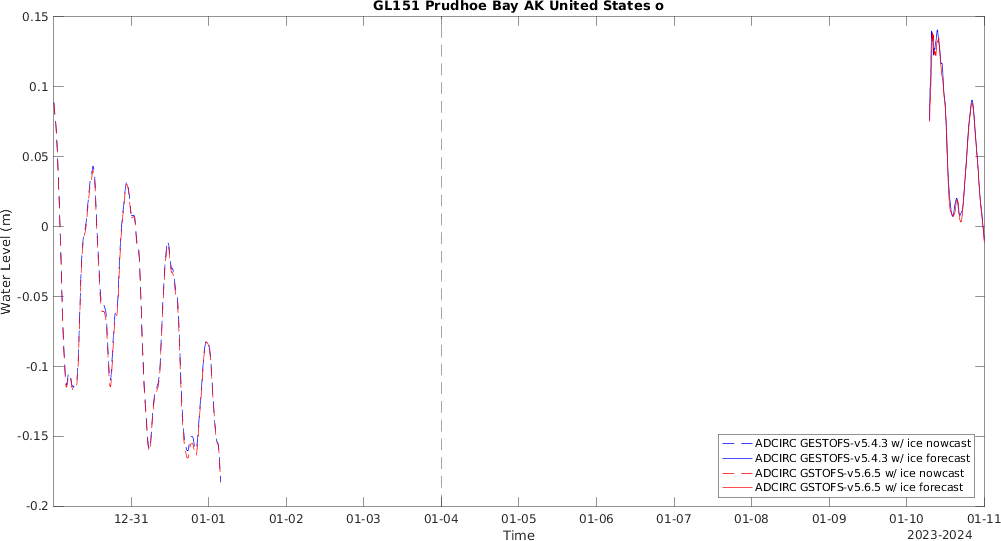 GL151 Prudhoe Bay AK United States o
0.15
0.1
0.05
0
-0.05
-0.1
-0.15
-0.2
Water Level (m)
12-31 01-01 01-02 01-03 01-04 01-05 01-06 01-07 01-08 01-09 01-10 01-11
Time
2023-2024
ADCIRC GESTOFS-v5.4.3 w/ ice nowcast
ADCIRC GESTOFS-v5.4.3 w/ ice forecast
ADCIRC GSTOFS-v5.6.5 w/ ice nowcast
ADCIRC GSTOFS-v5.6.5 w/ ice forecast